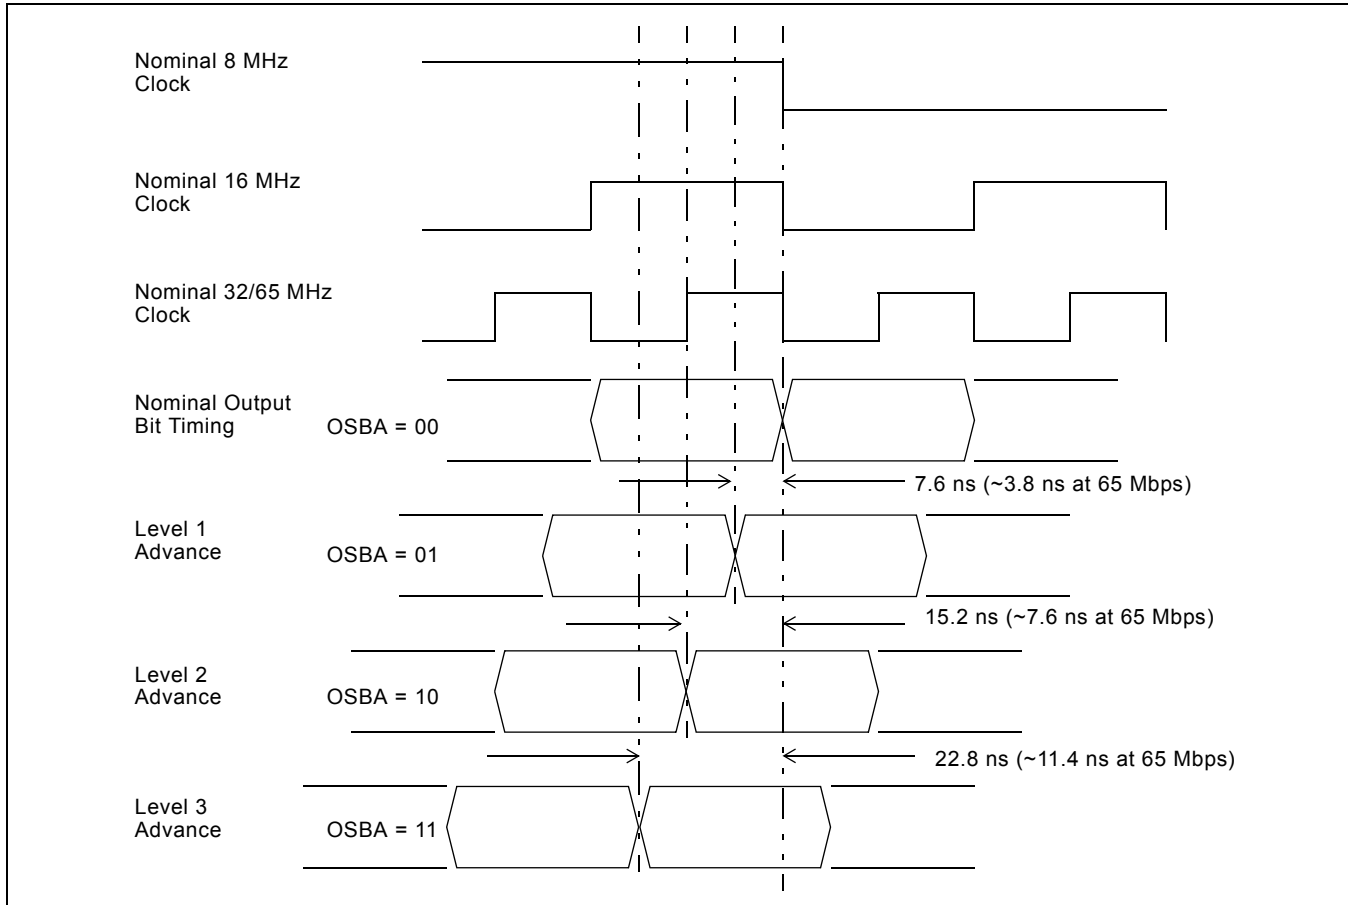 Nominal 8 MHz
Clock
Nominal 16 MHz
Clock
Nominal 32/65 MHz
Clock
Nominal Output
Bit Timing
OSBA = 00
7.6 ns (~3.8 ns at 65 Mbps)
Level 1
Advance
OSBA = 01
15.2 ns (~7.6 ns at 65 Mbps)
Level 2
Advance
OSBA = 10
22.8 ns (~11.4 ns at 65 Mbps)
Level 3
Advance
OSBA = 11